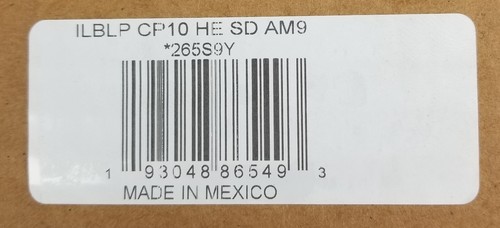 ILBLP CP10 HE SD AM9
*265S9Y
1 93048 86549 3
MADE IN MEXICO